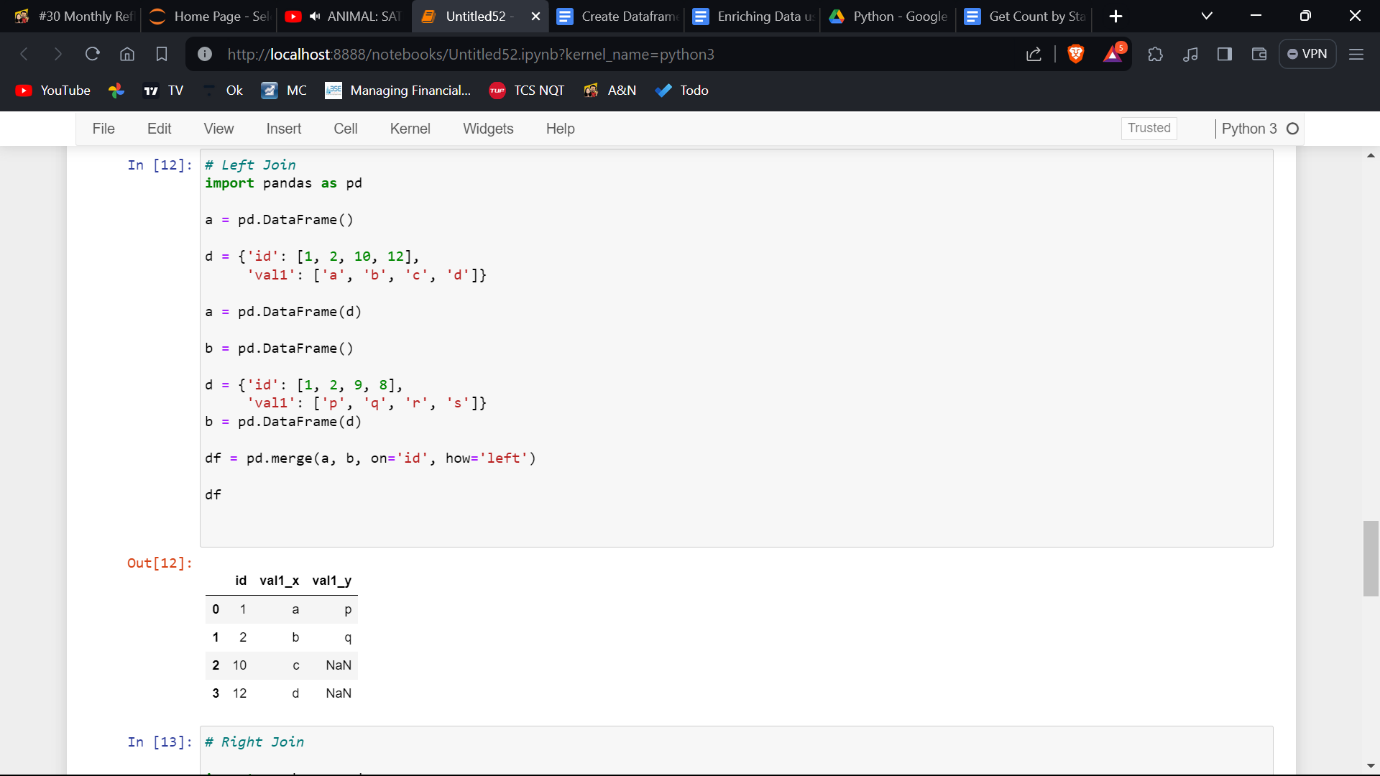 #30 Monthly Ref
Home Page - Sel
ANIMAL: SAT
Untitled52 -
Create Datafram
Enriching Data u
Python - Google
Get Count by Sta
http://localhost:8888/notebooks/Untitled52.ipynb?kernel_name=python3
5
VPN
YouTube
TV
Ok
MC
Managing Financial...
TCS NQT
A&N
Todo
File Edit View Insert Cell Kernel Widgets Help
Trusted
Python 3
In [12]: # Left Join
import pandas as pd
a = pd.DataFrame()
d = {'id': [1, 2, 10, 12],
'val1': ['a', 'b', 'c', 'd']}
a = pd.DataFrame(d)
b = pd.DataFrame()
d = {'id': [1, 2, 9, 8],
'val1': ['p', 'q', 'r', 's']}
b = pd.DataFrame(d)
df = pd.merge(a, b, on='id', how='left')
df
Out[12]:
id val1_x val1_y
0 1 a p
1 2 b q
2 10 c NaN
3 12 d NaN
In [13]: # Right Join